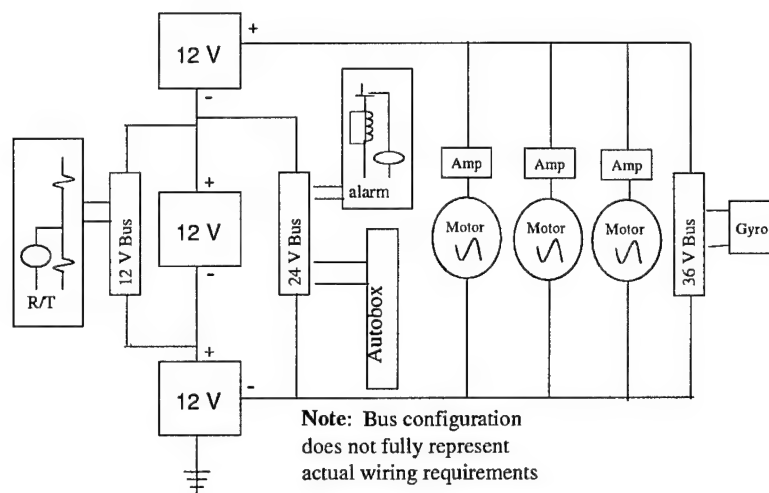 +
12 V
-
alarm
Amp
Amp
Amp
+
12 V
-
12 V Bus
24 V Bus
Motor
Motor
Motor
36 V Bus
Gyro
R/T
Autobox
+
12 V
-
Note: Bus configuration
does not fully represent
actual wiring requirements